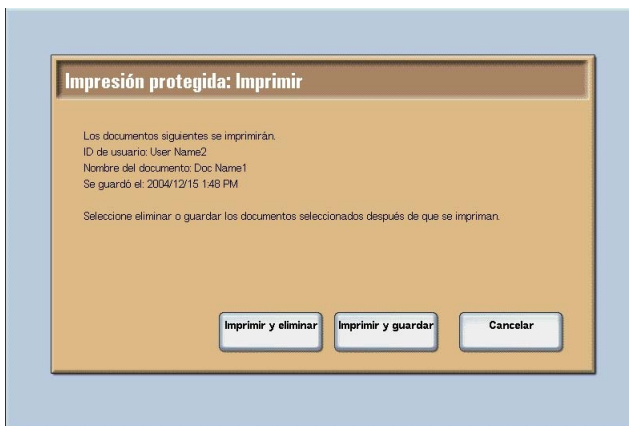 Impresión protegida: Imprimir
Los documentos siguientes se imprimirán.
ID de usuario: User Name2
Nombre del documento: Doc Name1
Se guardó el: 2004/12/15 1:48 PM
Seleccione eliminar o guardar los documentos seleccionados después de que se impriman.
Imprimir y eliminar
Imprimir y guardar
Cancelar